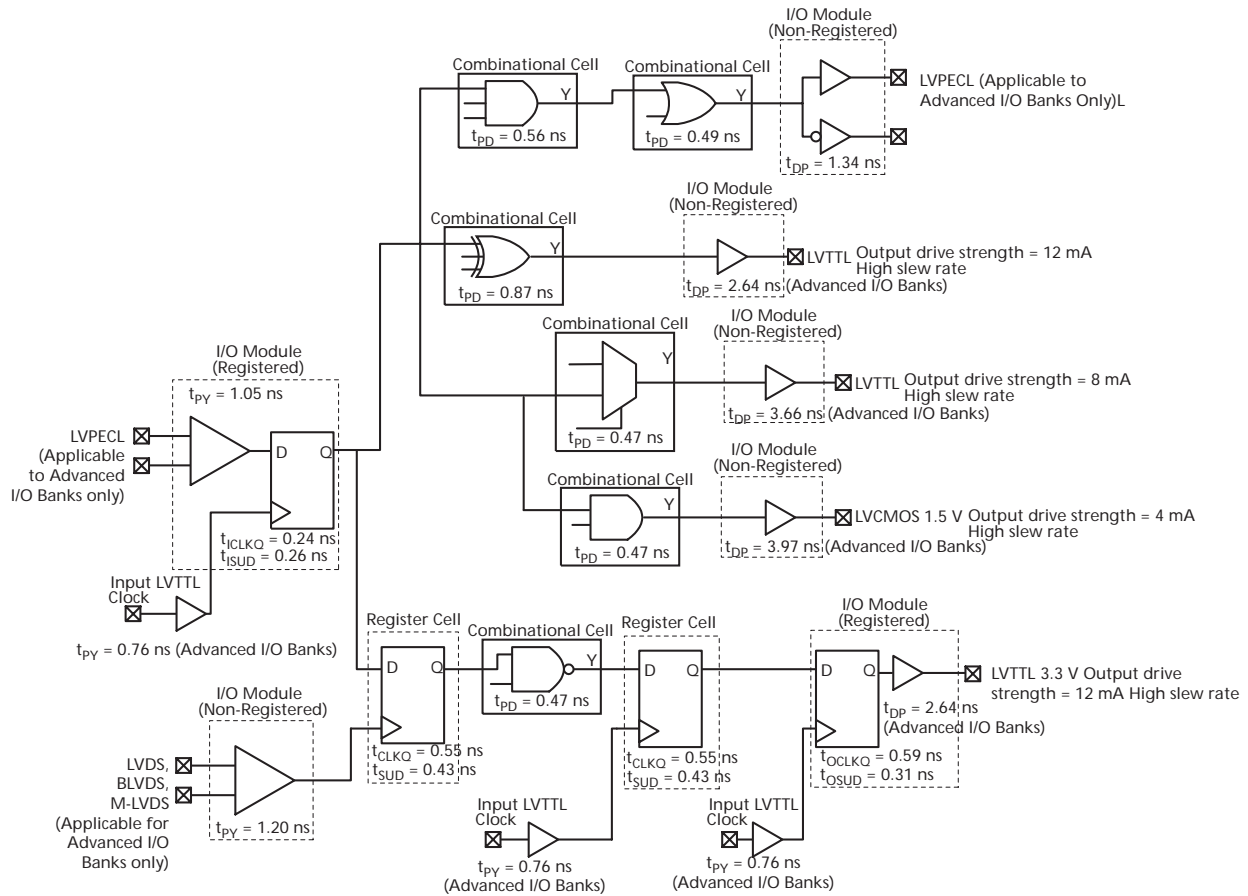 I/O Module
(Non-Registered)
Combinational Cell
Combinational Cell
Y
Y
LVPECL (Applicable to
Advanced I/O Banks Only)L
tPD = 0.56 ns
tPD = 0.49 ns
tDP = 1.34 ns
I/O Module
(Non-Registered)
Combinational Cell
Y
LVTTL Output drive strength = 12 mA
High slew rate
tPD = 0.87 ns
tDP = 2.64 ns (Advanced I/O Banks)
Combinational Cell
I/O Module
(Non-Registered)
Y
LVTTL Output drive strength = 8 mA
High slew rate
tPD = 0.47 ns
tDP = 3.66 ns (Advanced I/O Banks)
I/O Module
(Registered)
tPY = 1.05 ns
LVPECL
(Applicable
to Advanced
I/O Banks only)
D Q
tICLKQ = 0.24 ns
tISUD = 0.26 ns
Combinational Cell
I/O Module
(Non-Registered)
Y
LVCMOS 1.5 V Output drive strength = 4 mA
High slew rate
tPD = 0.47 ns
tDP = 3.97 ns (Advanced I/O Banks)
Input LVTTL
Clock
tPY = 0.76 ns (Advanced I/O Banks)
Register Cell
D Q
tCLKQ = 0.55 ns
tSUD = 0.43 ns
Combinational Cell
Y
tPD = 0.47 ns
Register Cell
D Q
tCLKQ = 0.55 ns
tSUD = 0.43 ns
I/O Module
(Registered)
D Q
tDP = 2.64 ns
(Advanced I/O Banks)
tOCLKQ = 0.59 ns
tOSUD = 0.31 ns
LVTTL 3.3 V Output drive
strength = 12 mA High slew rate
I/O Module
(Non-Registered)
LVDS,
BLVDS,
M-LVDS
(Applicable for
Advanced I/O
Banks only)
tPY = 1.20 ns
Input LVTTL
Clock
tPY = 0.76 ns
(Advanced I/O Banks)
Input LVTTL
Clock
tPY = 0.76 ns
(Advanced I/O Banks)